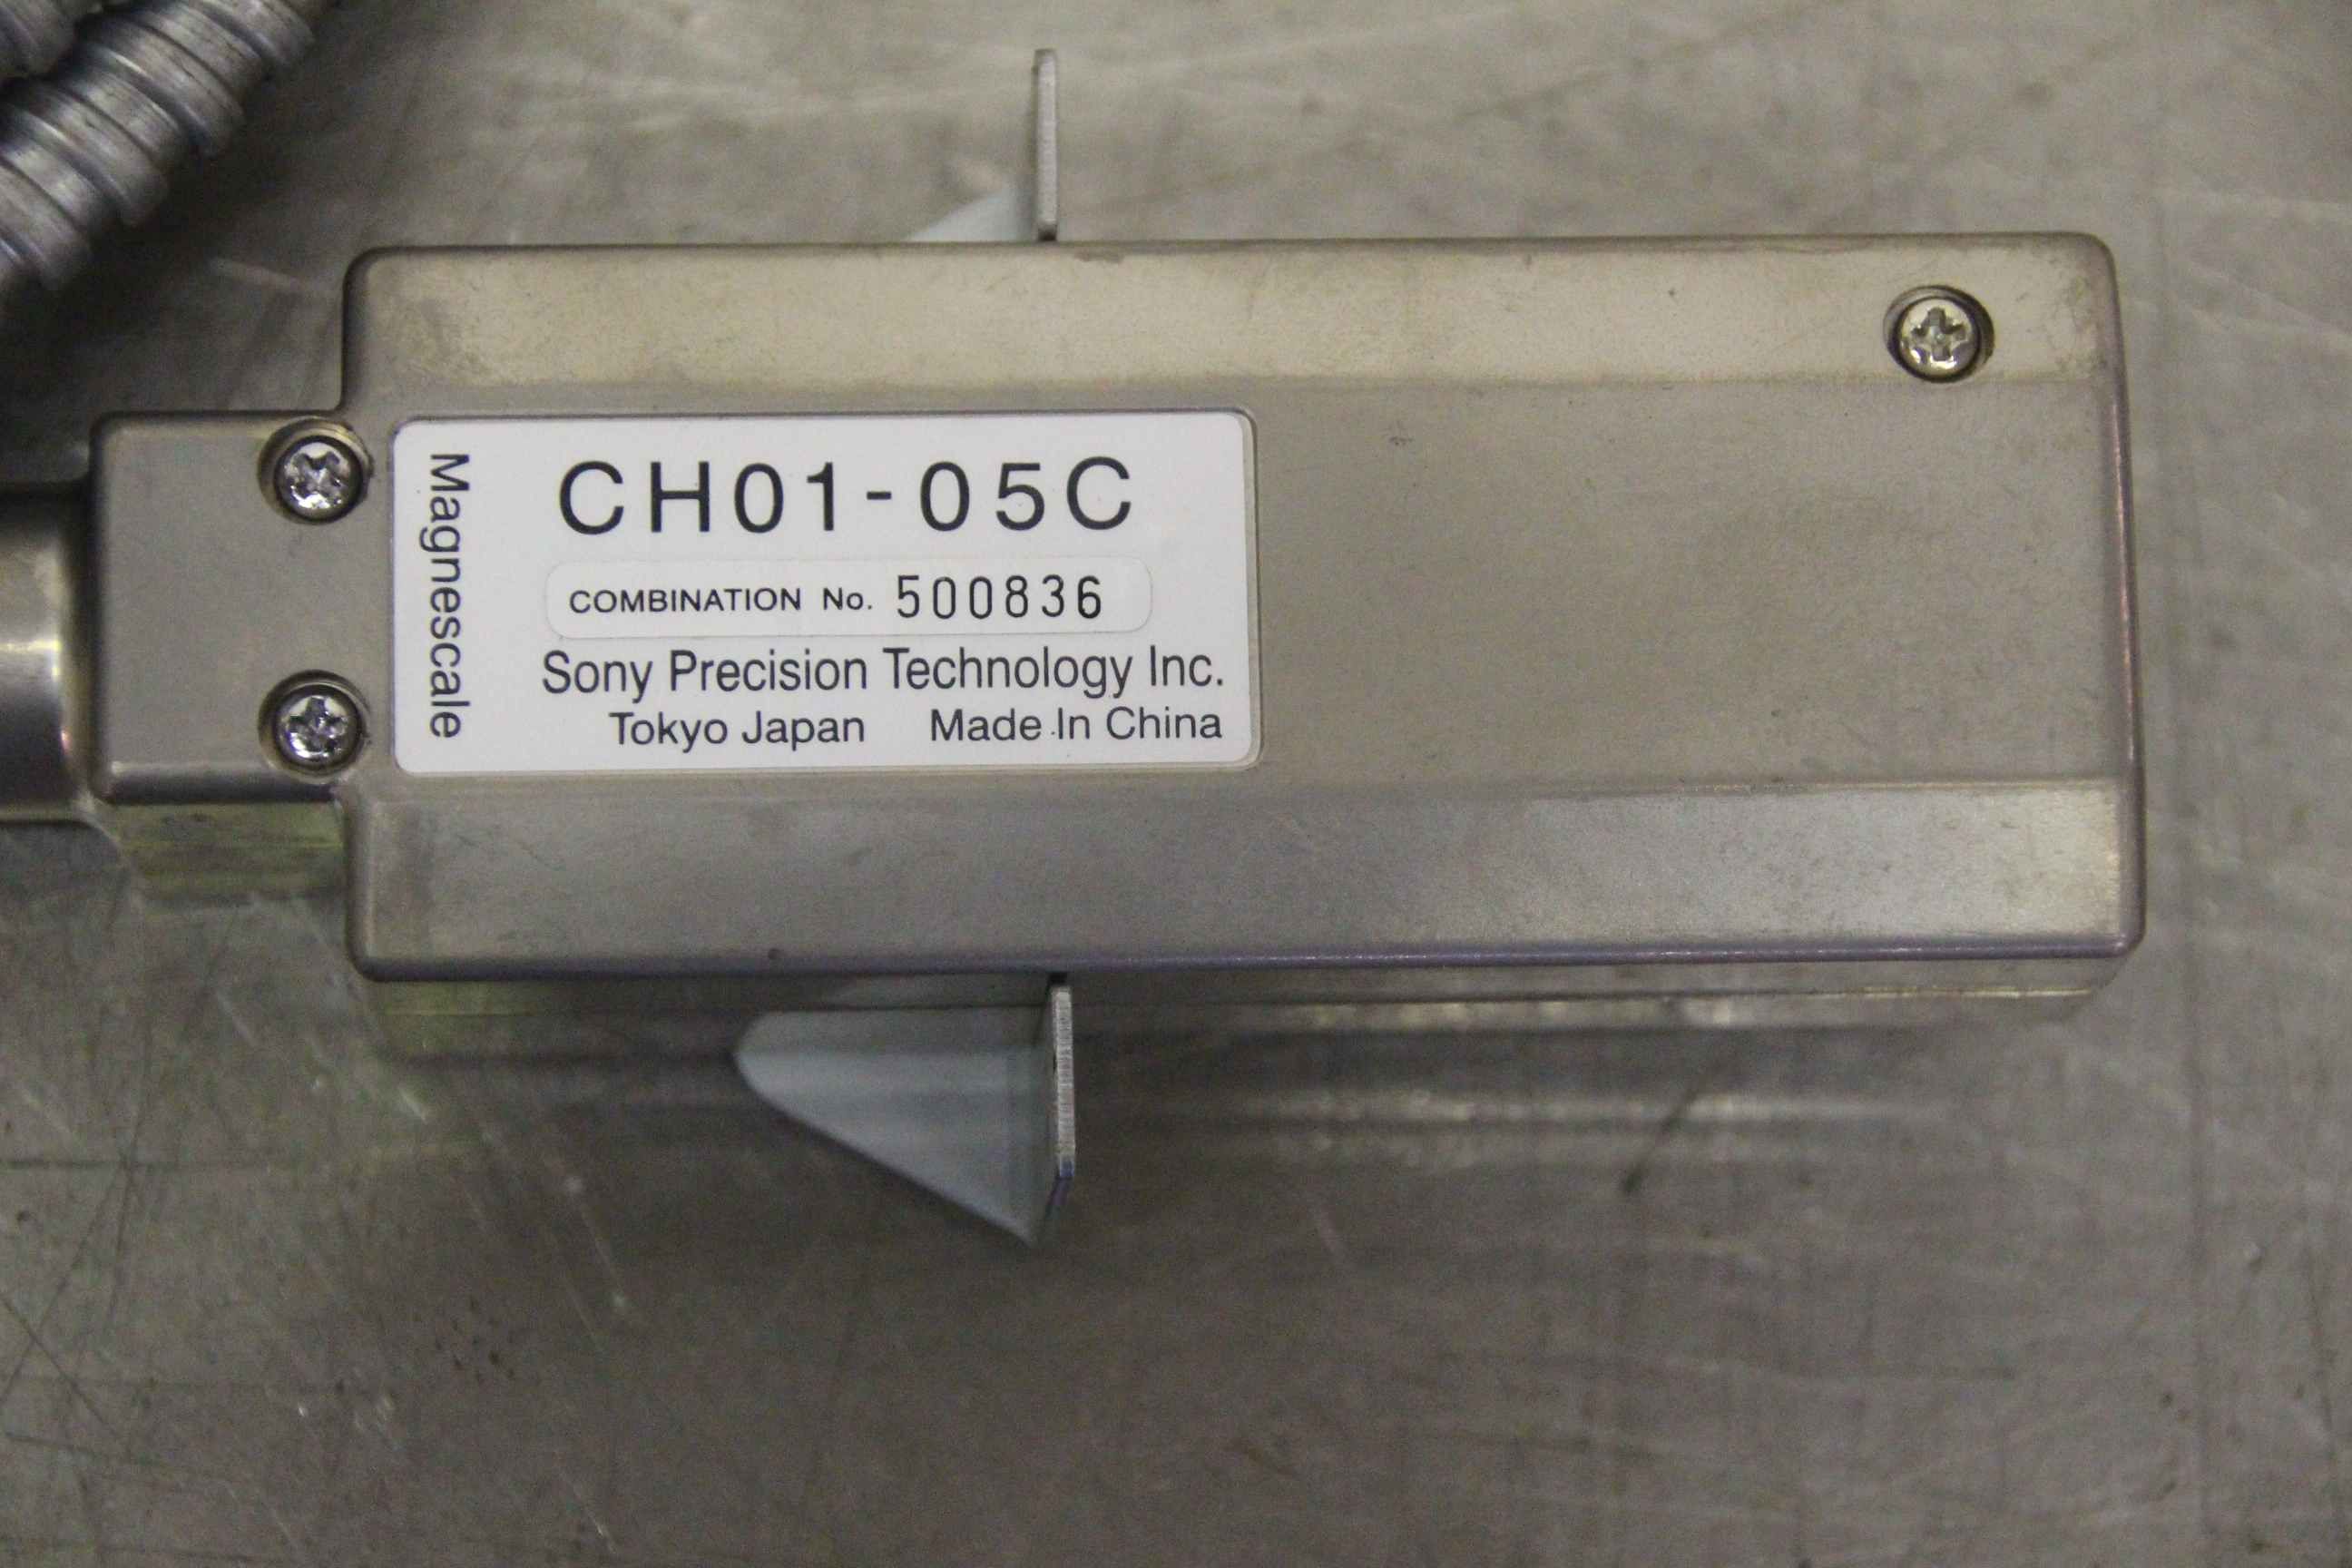 Magnescale
CH01-05C
COMBINATION No. 500836
Sony Precision Technology Inc.
Tokyo Japan Made In China